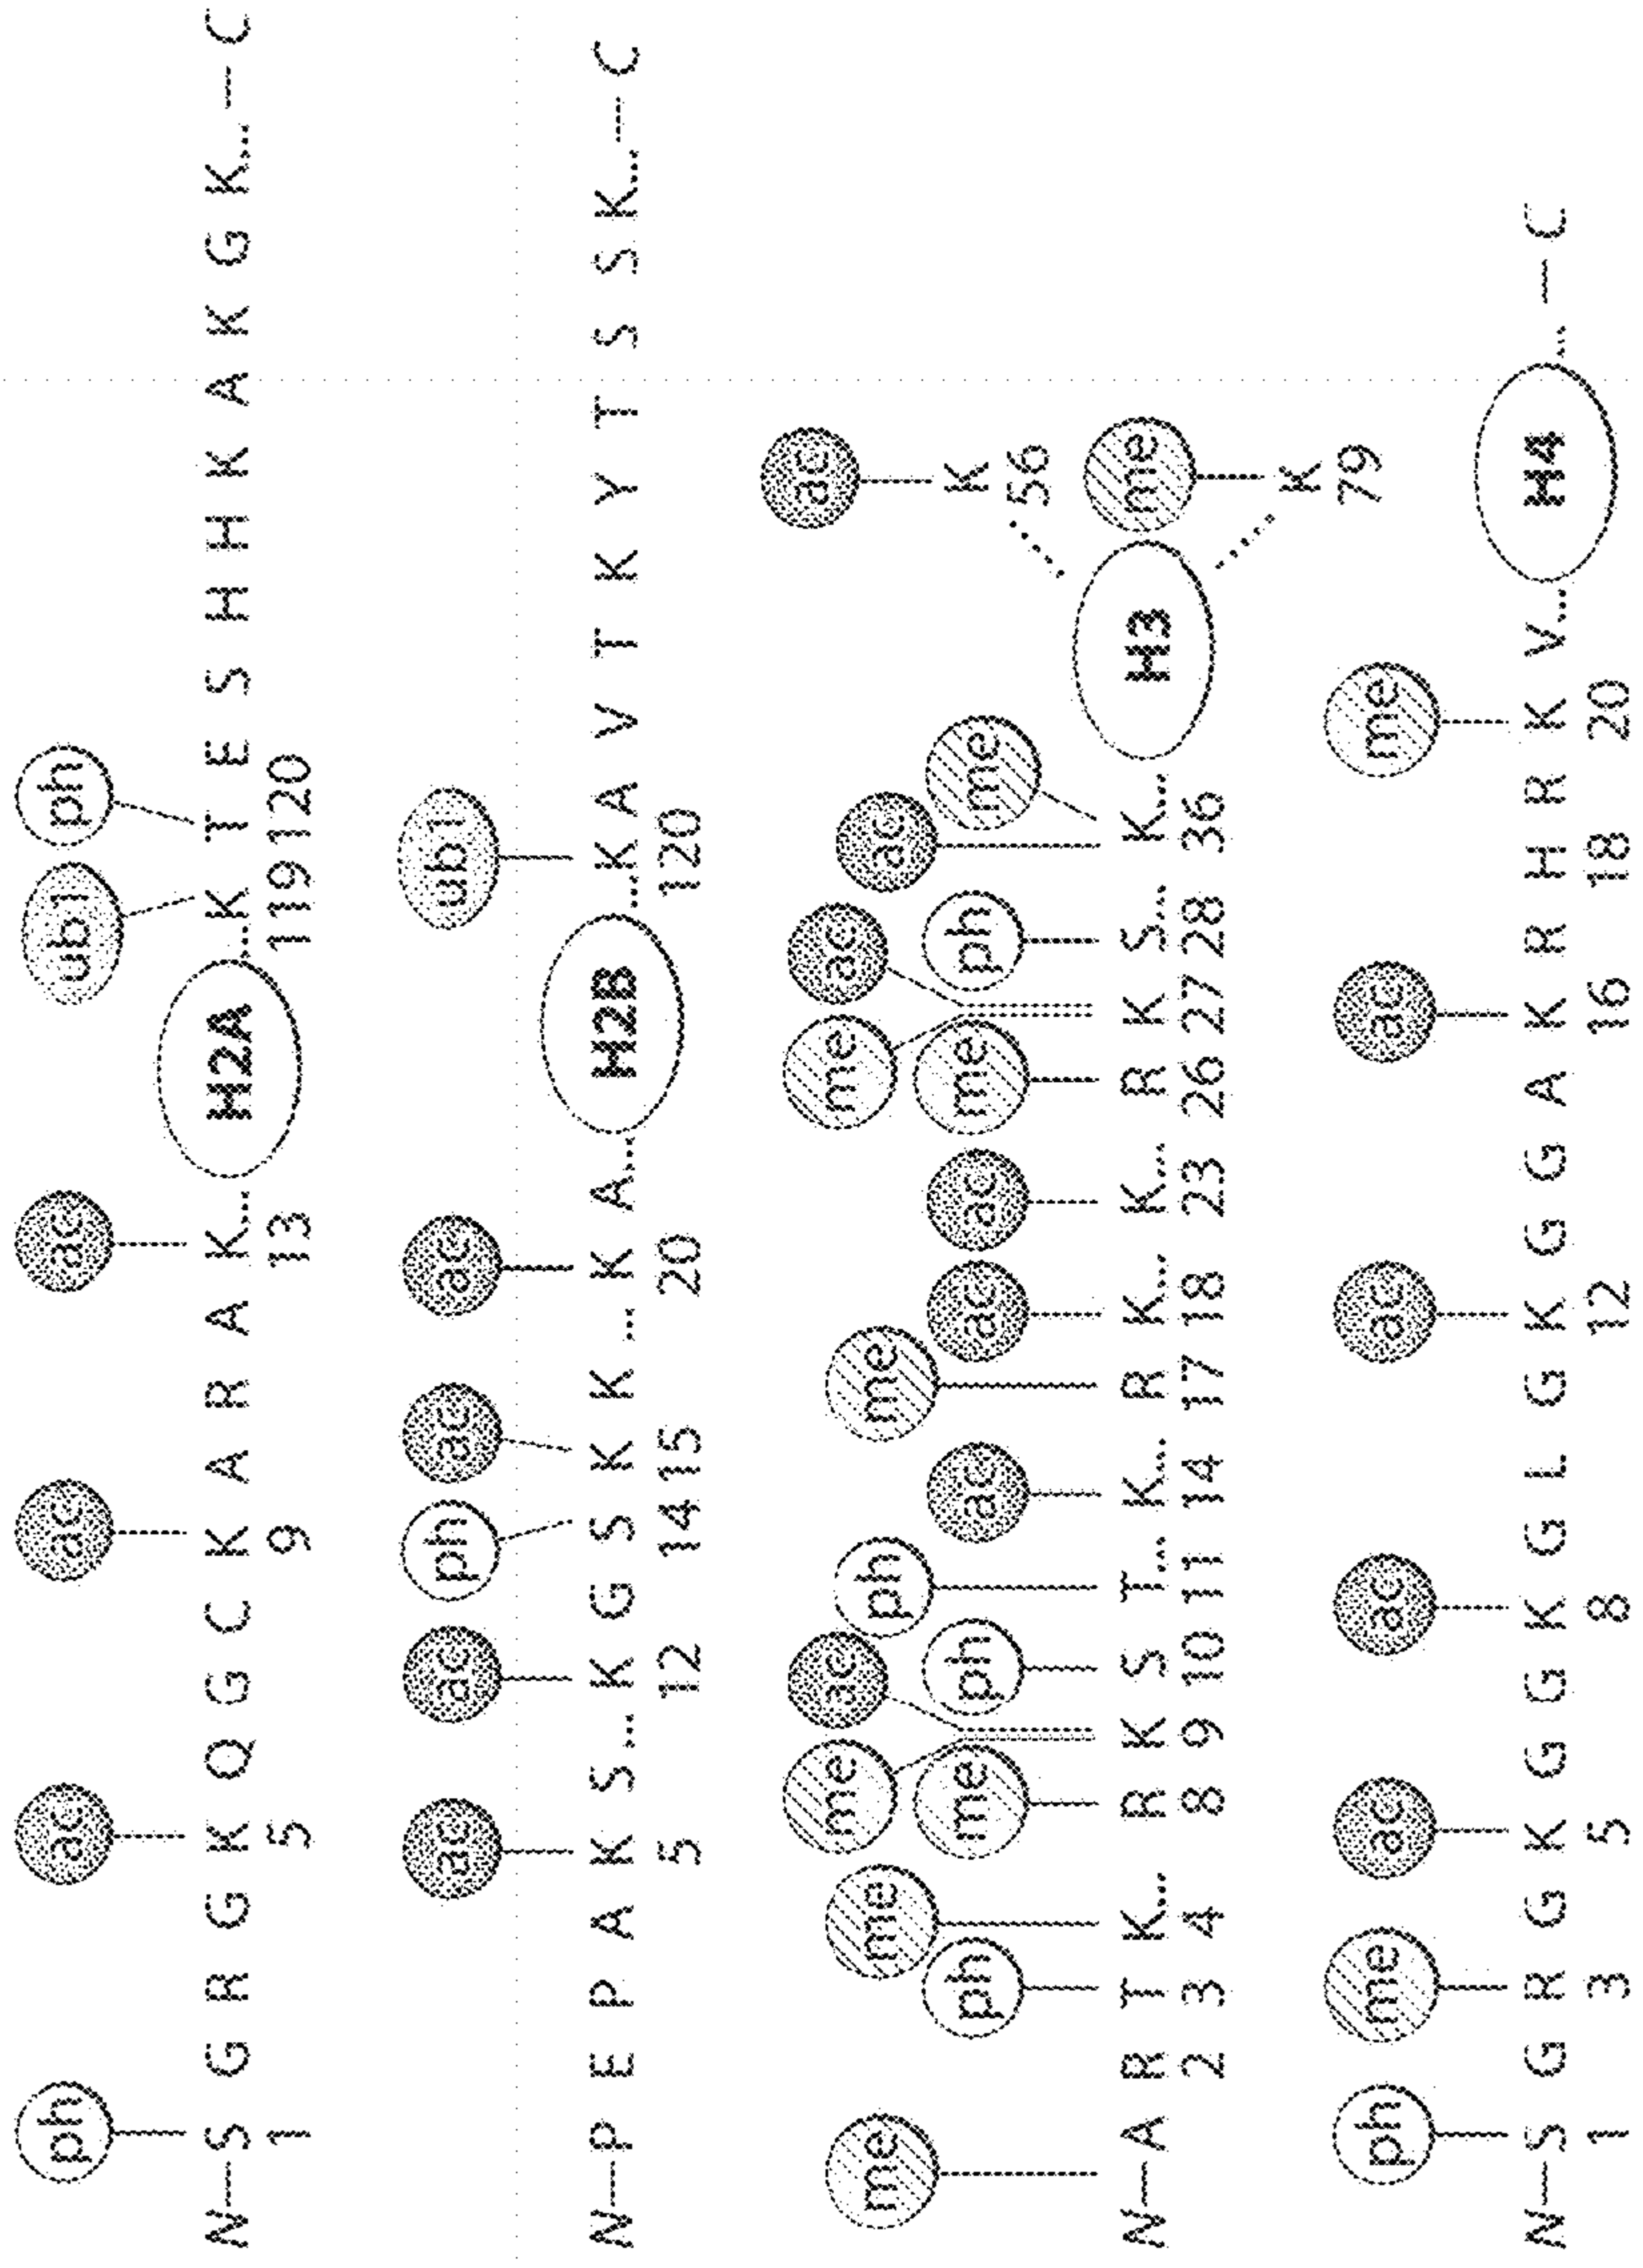 ph ac ac ac ub1 ph
N—S G R G K Q G C K A R A K... H2A ...K T E S H H K A K G K...—C
1 5 9 13 119 120
ac ac ph ac ac ub1
N—P E P A K S...K G S K K ...K A... H2B ...K A V T K Y T S S K...—C
5 12 14 15 20 120
me ac me ac ac
me me ph me ac me
ph me ph ac ac ac me ph me
N—A R T K... R K S T... K... R K... K... R K S... K... H3
2 3 4 8 9 10 11 14 17 18 23 26 27 28 36
K
56
me
K
79
ph me ac ac ac ac me
N—S G R G K G G K G L G K G G A K R H R K V... H4 ...—C
1 3 5 8 12 16 18 20